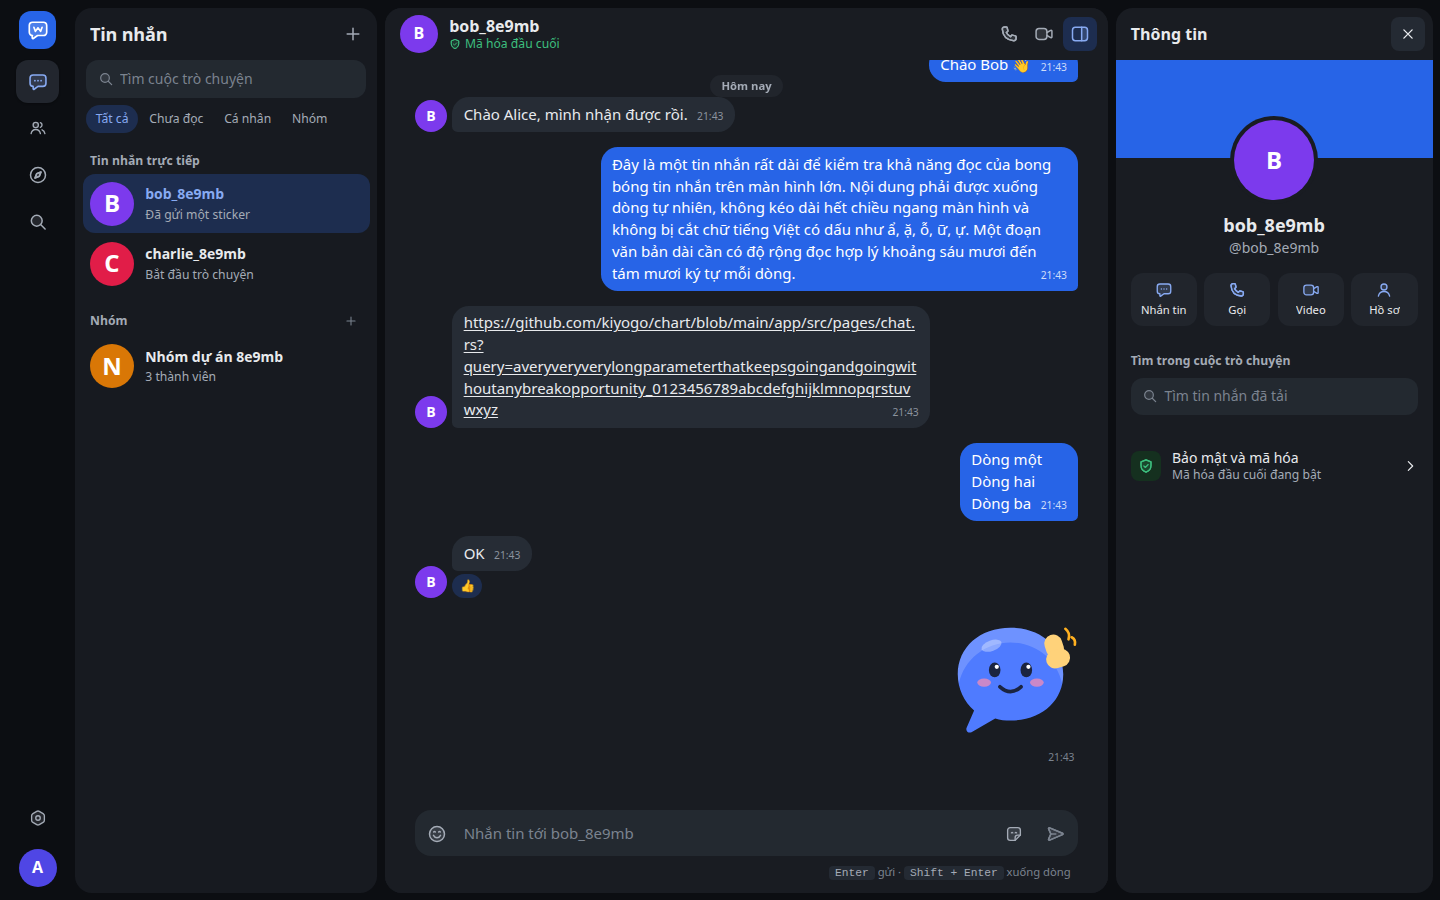 Tin nhắn
Tìm cuộc trò chuyện
Tất cả
Chưa đọc
Cá nhân
Nhóm
Tin nhắn trực tiếp
B
bob_8e9mb
Đã gửi một sticker
C
charlie_8e9mb
Bắt đầu trò chuyện
Nhóm
N
Nhóm dự án 8e9mb
3 thành viên
A
B
bob_8e9mb
Mã hóa đầu cuối
Chào Bob 👋 21:43
Hôm nay
B
Chào Alice, mình nhận được rồi. 21:43
Đây là một tin nhắn rất dài để kiểm tra khả năng đọc của bong
bóng tin nhắn trên màn hình lớn. Nội dung phải được xuống
dòng tự nhiên, không kéo dài hết chiều ngang màn hình và
không bị cắt chữ tiếng Việt có dấu như ẩ, ặ, ỗ, ữ, ự. Một đoạn
văn bản dài cần có độ rộng đọc hợp lý khoảng sáu mươi đến
tám mươi ký tự mỗi dòng. 21:43
https://github.com/kiyogo/chart/blob/main/app/src/pages/chat.
rs?
query=averyveryverylongparameterthatkeepsgoingandgoingwit
houtanybreakopportunity_0123456789abcdefghijklmnopqrstuv
wxyz 21:43
B
Dòng một
Dòng hai
Dòng ba 21:43
OK 21:43
B
👍
21:43
Nhắn tin tới bob_8e9mb
Enter gửi · Shift + Enter xuống dòng
Thông tin
B
bob_8e9mb
@bob_8e9mb
Nhắn tin
Gọi
Video
Hồ sơ
Tìm trong cuộc trò chuyện
Tìm tin nhắn đã tải
Bảo mật và mã hóa
Mã hóa đầu cuối đang bật